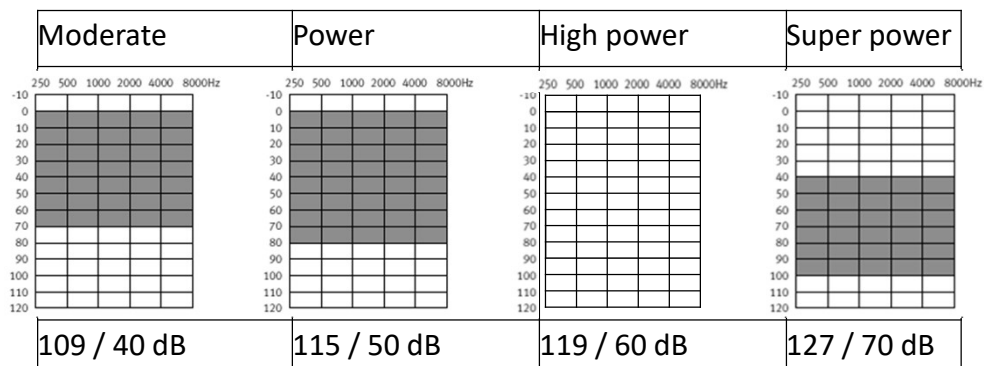 Moderate Power High power Super power
250 500 1000 2000 4000 8000Hz 250 500 1000 2000 4000 8000Hz 250 500 1000 2000 4000 8000Hz 250 500 1000 2000 4000 8000Hz
-10 -10 -10 -10
0 0 0 0
10 10 10 10
20 20 20 20
30 30 30 30
40 40 40 40
50 50 50 50
60 60 60 60
70 70 70 70
80 80 80 80
90 90 90 90
100 100 100 100
110 110 110 110
120 120 120 120
109 / 40 dB 115 / 50 dB 119 / 60 dB 127 / 70 dB